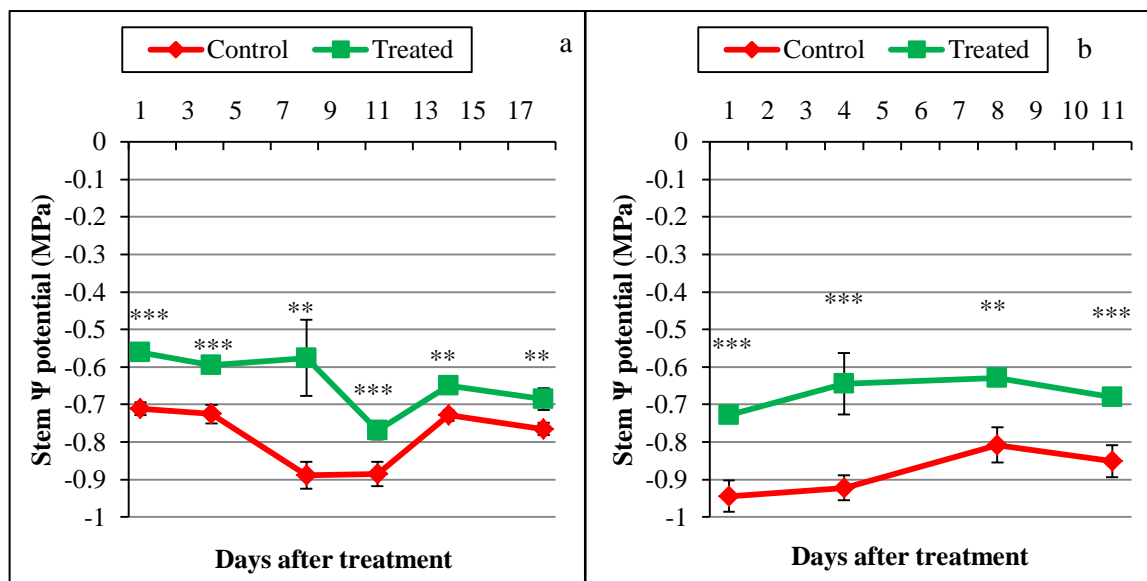 Control Treated a
1 3 5 7 9 11 13 15 17
0
-0.1
-0.2
-0.3
-0.4
-0.5
-0.6
-0.7
-0.8
-0.9
-1
Stem Ψ potential (MPa)
*** *** ** *** ** **
Days after treatment
Control Treated b
1 2 3 4 5 6 7 8 9 10 11
0
-0.1
-0.2
-0.3
-0.4
-0.5
-0.6
-0.7
-0.8
-0.9
-1
Stem Ψ potential (MPa)
*** *** ** ***
Days after treatment